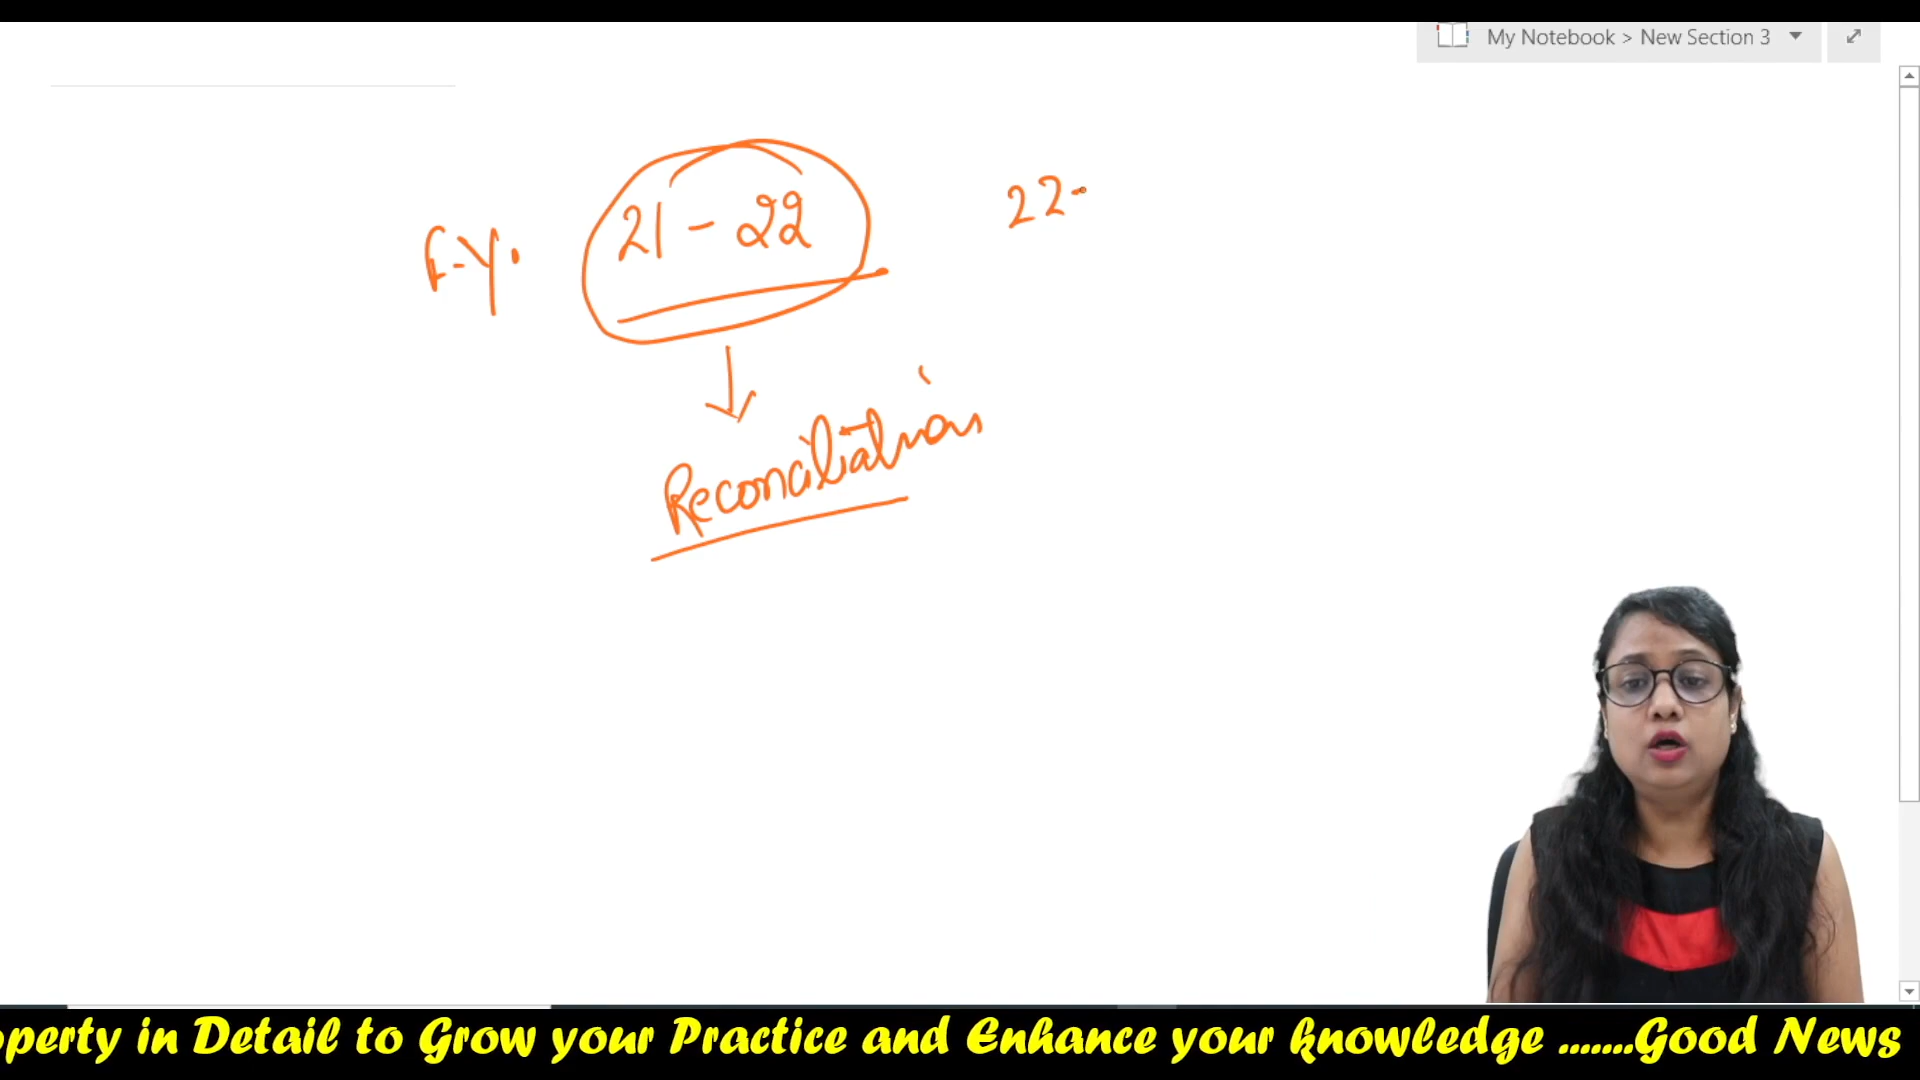 My Notebook > New Section 3
F.Y. 21 - 22
22-
Reconciliation
operty in Detail to Grow your Practice and Enhance your knowledge .......Good News